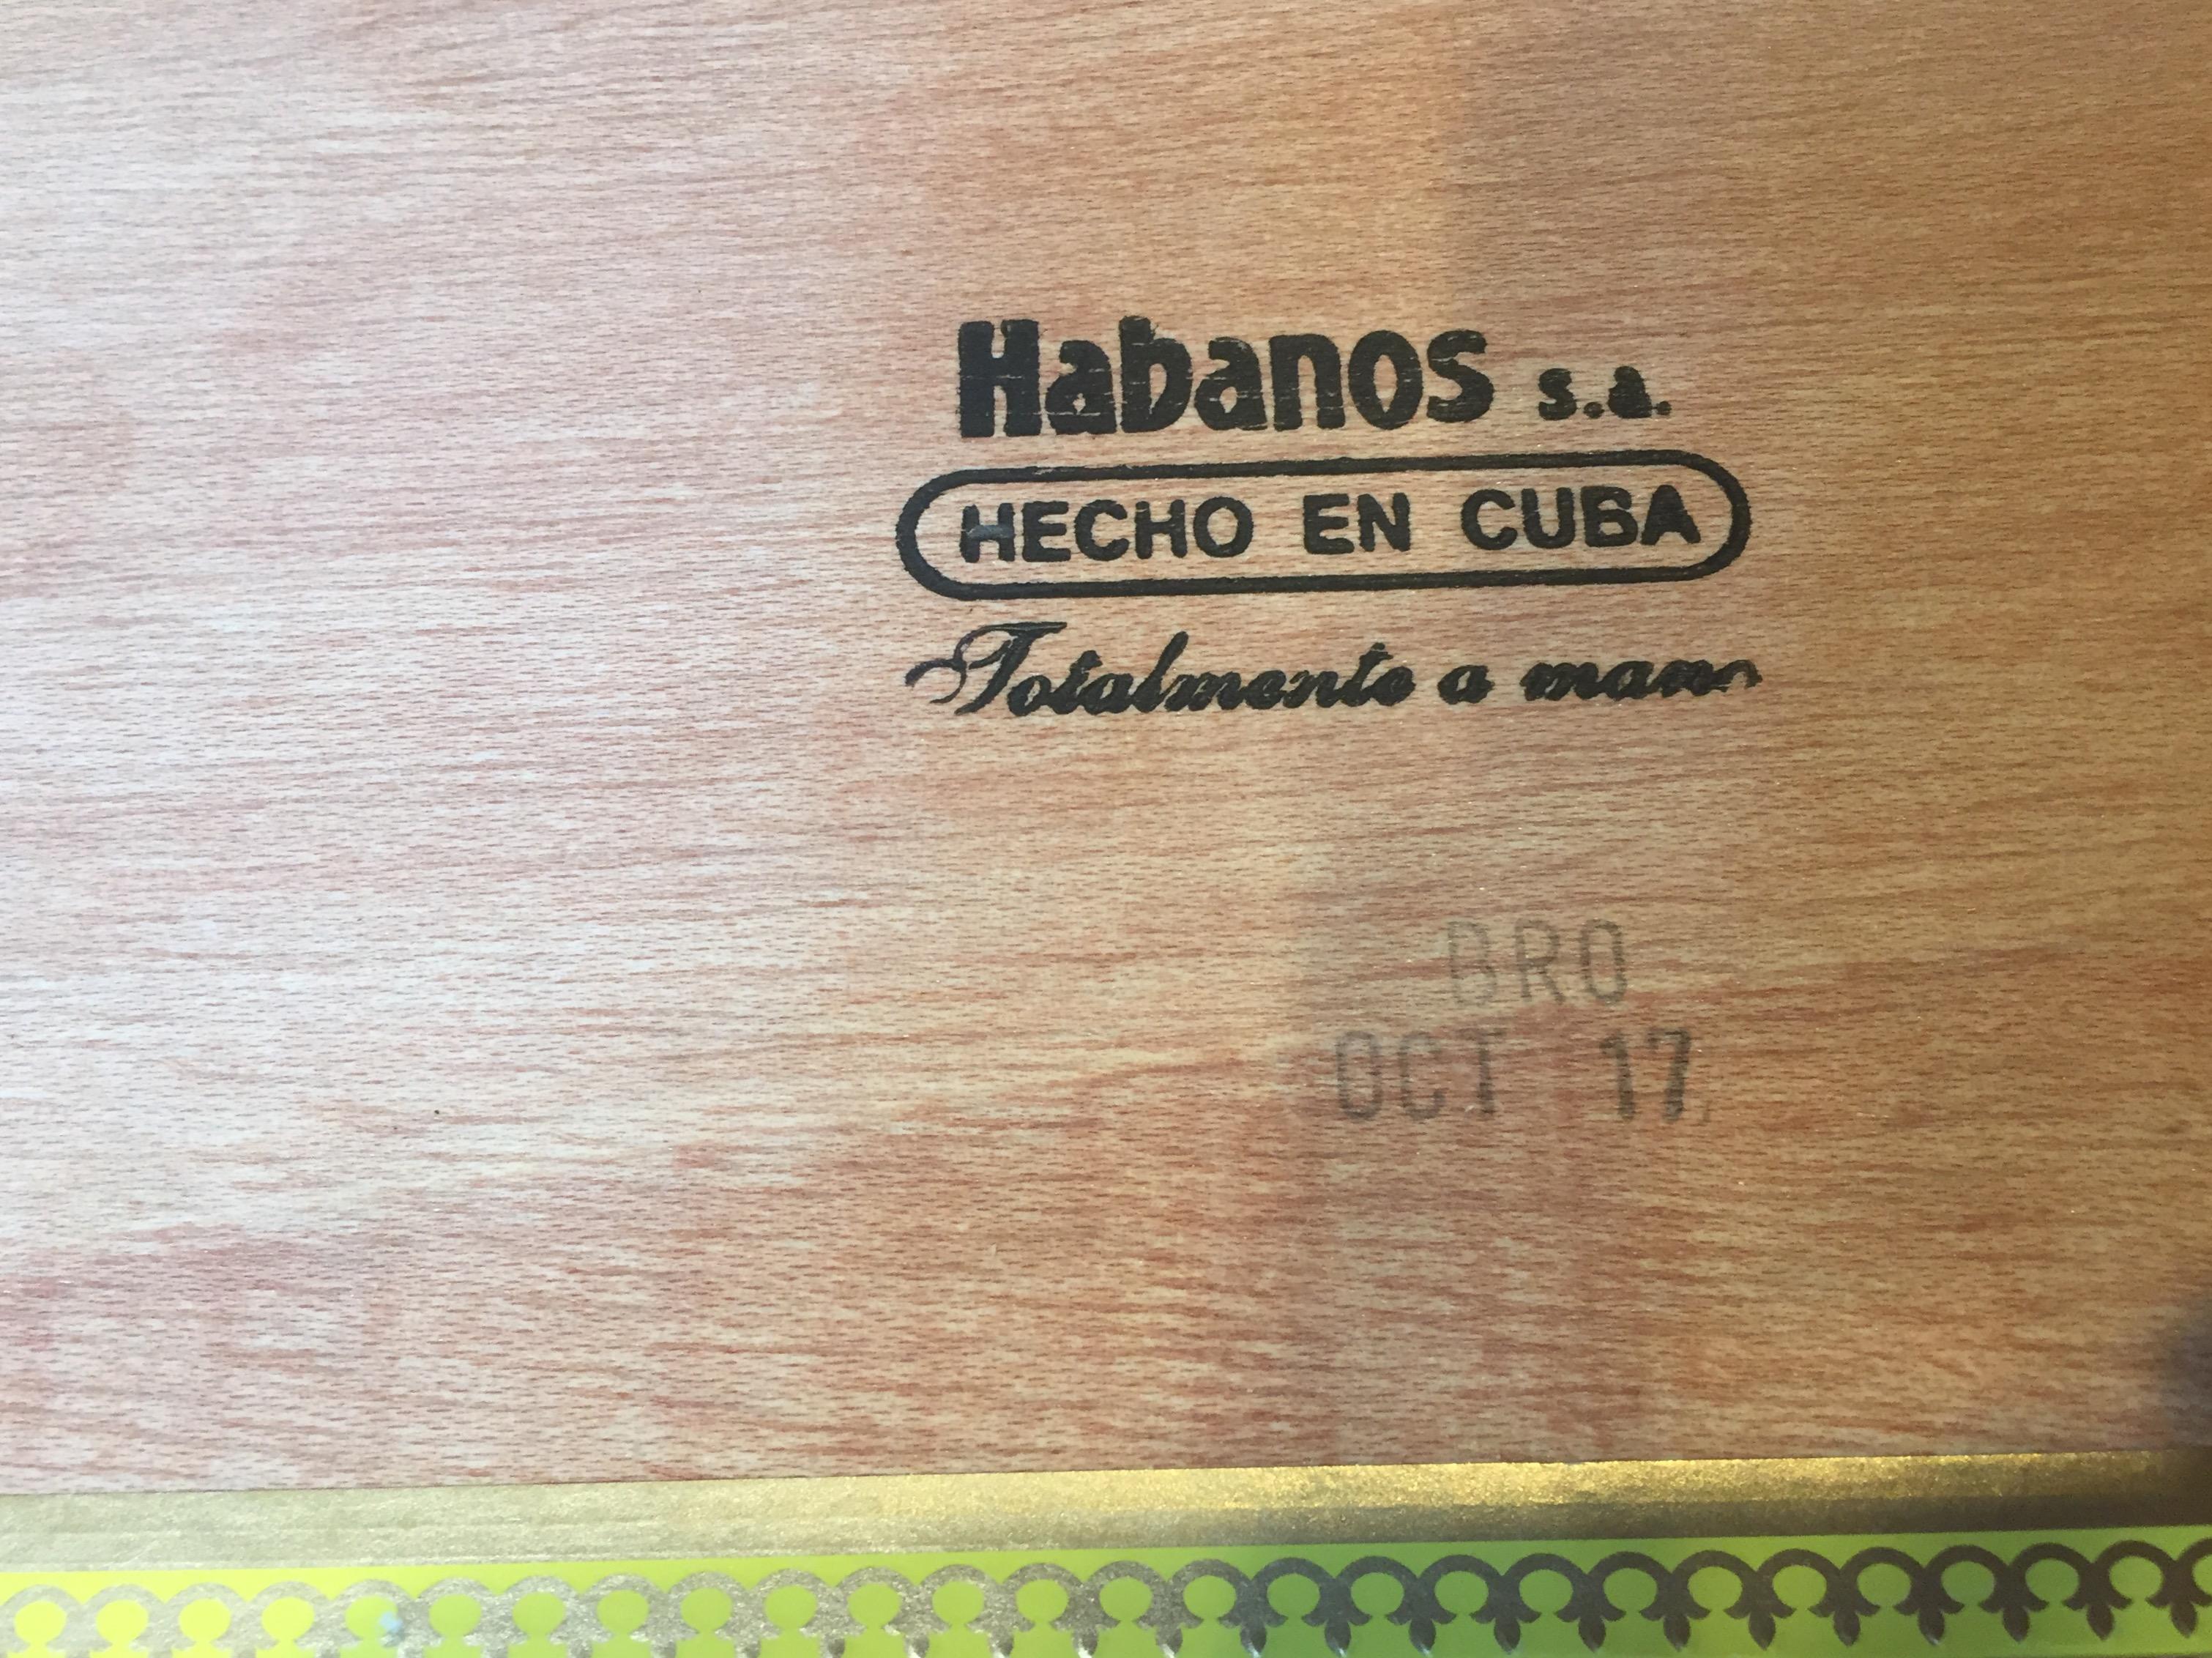 Habanos s.a.
HECHO EN CUBA
Totalmente a mano
BRO
OCT 17